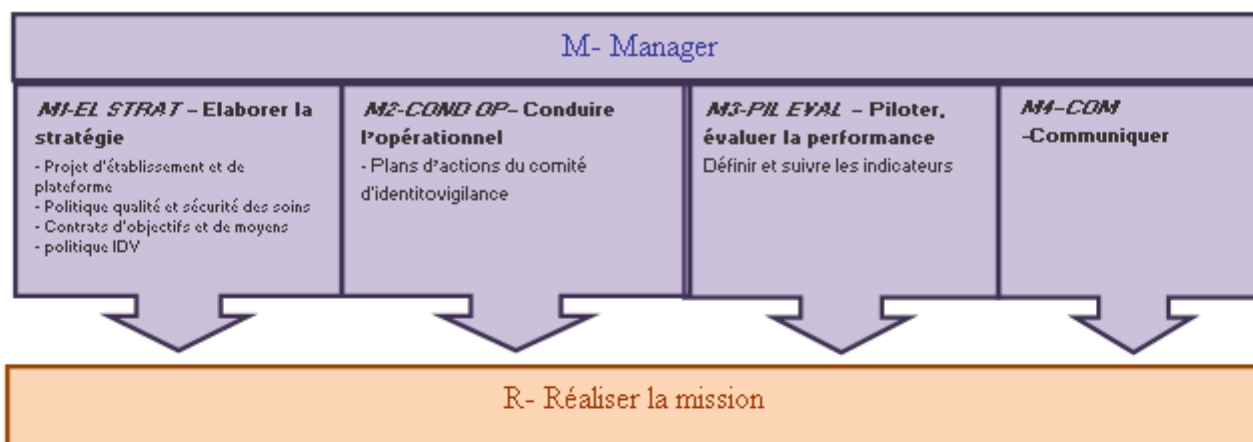 M- Manager
M1-EL STRAT – Elaborer la
stratégie
- Projet d'établissement et de
plateforme
- Politique qualité et sécurité des soins
- Contrats d'objectifs et de moyens
- politique IDV
M2-COND OP– Conduire
l'opérationnel
- Plans d'actions du comité
d'identitovigilance
M3-PIL EVAL – Piloter,
évaluer la performance
Définir et suivre les indicateurs
M4-COM
-Communiquer
R- Réaliser la mission